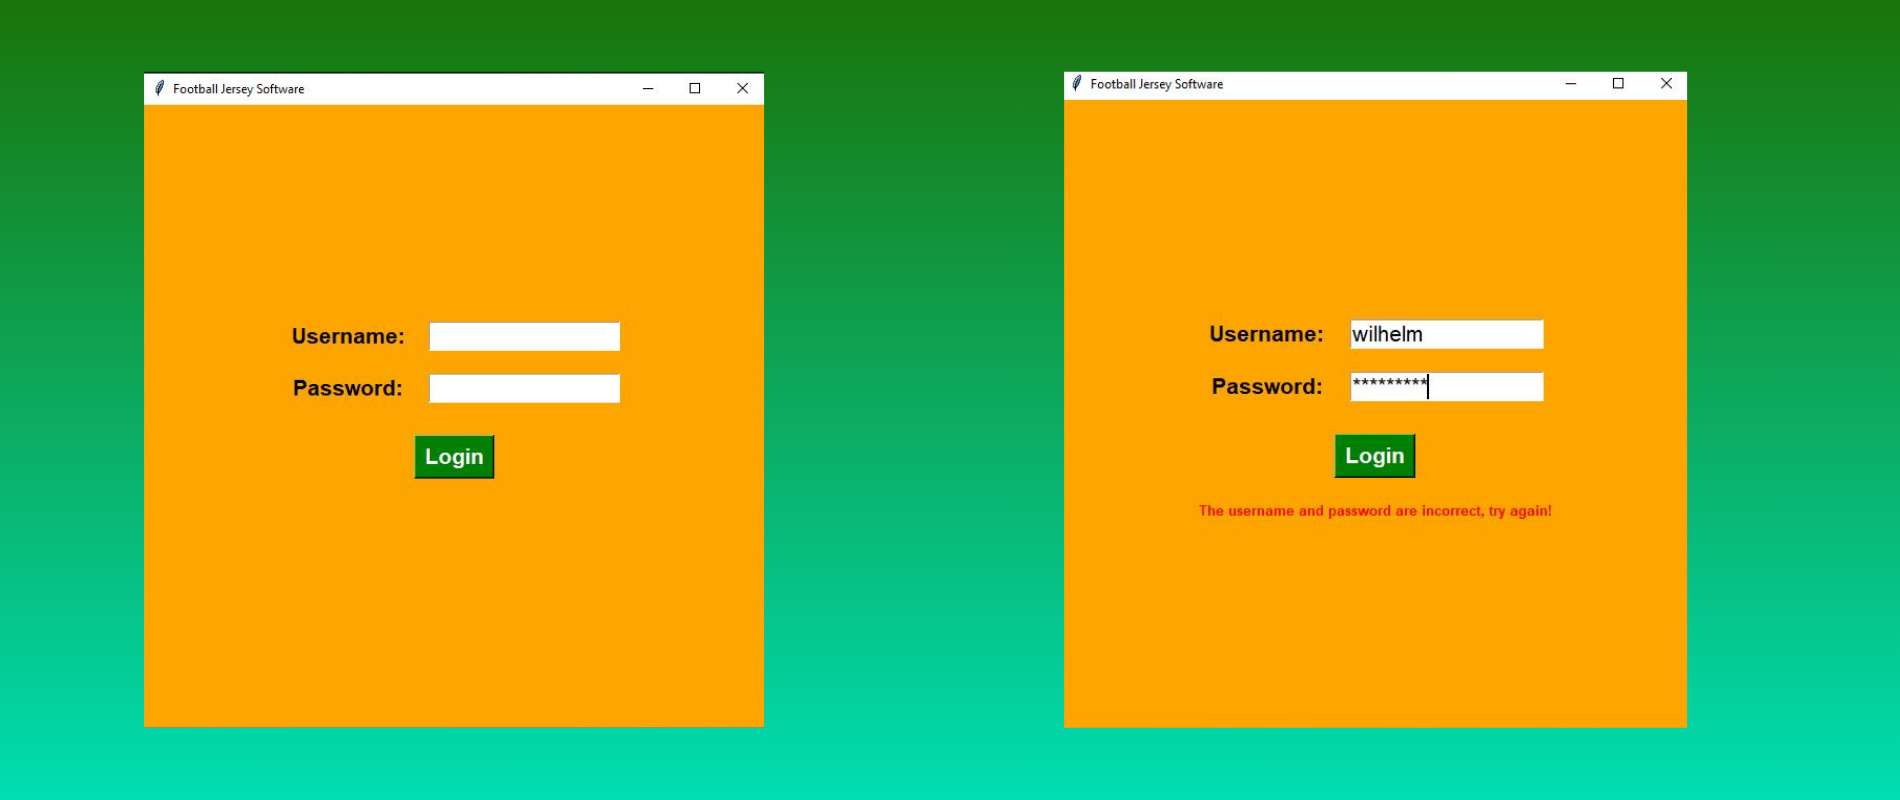 Football Jersey Software
Username:
Password:
Login
Football Jersey Software
Username: wilhelm
Password: *********
Login
The username and password are incorrect, try again!